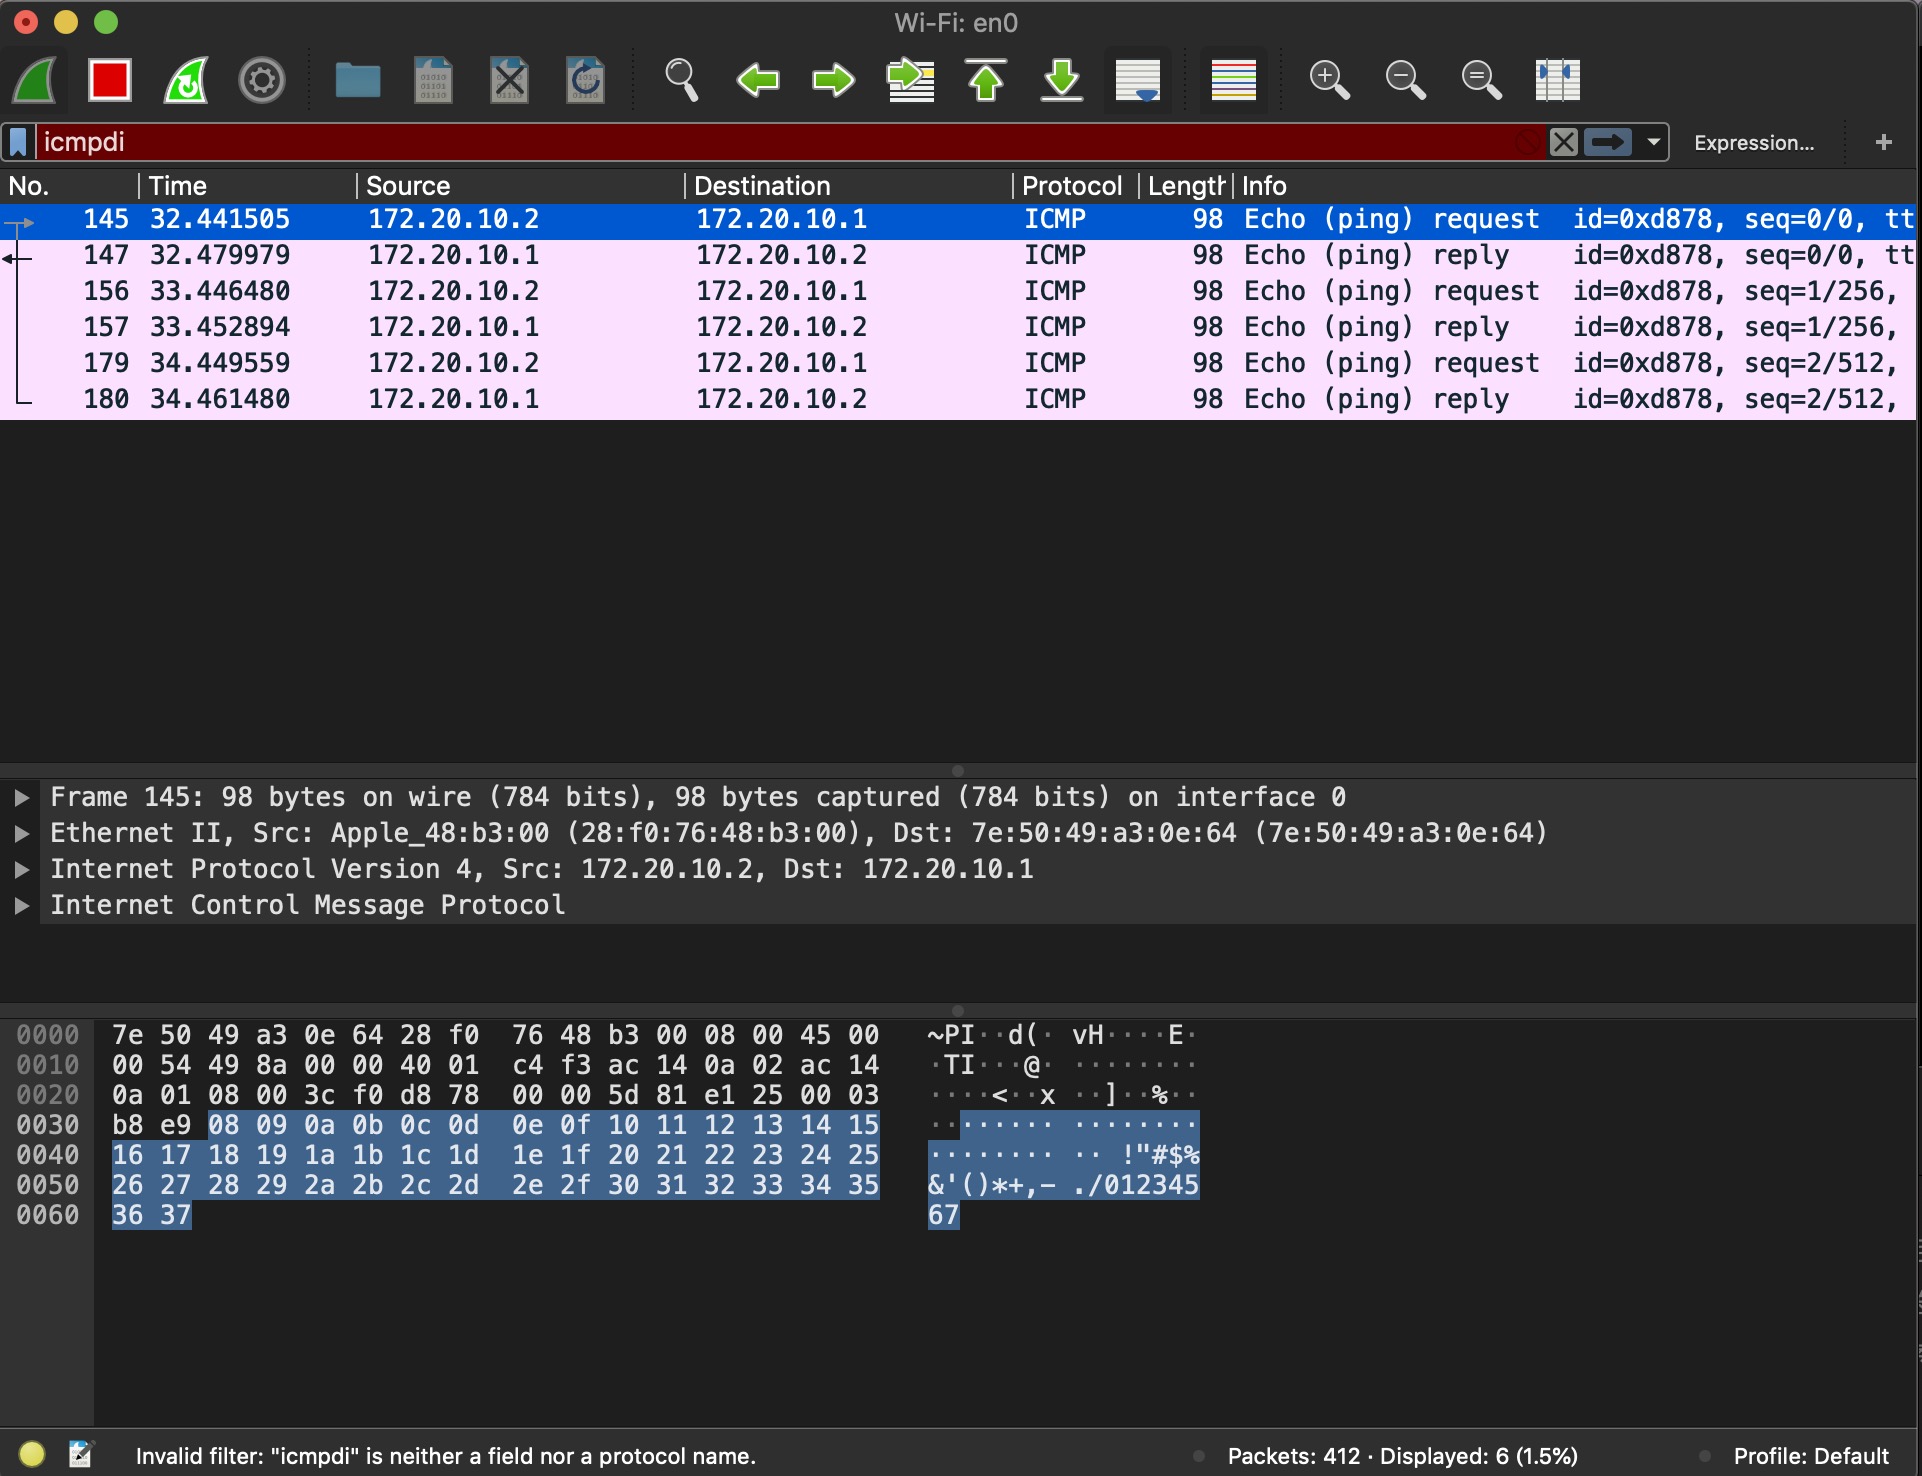 Wi-Fi: en0
icmpdi
Expression... +
No. Time Source Destination Protocol Length Info
145 32.441505 172.20.10.2 172.20.10.1 ICMP 98 Echo (ping) request id=0xd878, seq=0/0, tt
147 32.479979 172.20.10.1 172.20.10.2 ICMP 98 Echo (ping) reply id=0xd878, seq=0/0, tt
156 33.446480 172.20.10.2 172.20.10.1 ICMP 98 Echo (ping) request id=0xd878, seq=1/256,
157 33.452894 172.20.10.1 172.20.10.2 ICMP 98 Echo (ping) reply id=0xd878, seq=1/256,
179 34.449559 172.20.10.2 172.20.10.1 ICMP 98 Echo (ping) request id=0xd878, seq=2/512,
180 34.461480 172.20.10.1 172.20.10.2 ICMP 98 Echo (ping) reply id=0xd878, seq=2/512,
Frame 145: 98 bytes on wire (784 bits), 98 bytes captured (784 bits) on interface 0
Ethernet II, Src: Apple_48:b3:00 (28:f0:76:48:b3:00), Dst: 7e:50:49:a3:0e:64 (7e:50:49:a3:0e:64)
Internet Protocol Version 4, Src: 172.20.10.2, Dst: 172.20.10.1
Internet Control Message Protocol
0000 7e 50 49 a3 0e 64 28 f0 76 48 b3 00 08 00 45 00 ~PI··d(· vH····E·
0010 00 54 49 8a 00 00 40 01 c4 f3 ac 14 0a 02 ac 14 ·TI···@· ········
0020 0a 01 08 00 3c f0 d8 78 00 00 5d 81 e1 25 00 03 ····<··x ··]··%··
0030 b8 e9 08 09 0a 0b 0c 0d 0e 0f 10 11 12 13 14 15 ········ ········
0040 16 17 18 19 1a 1b 1c 1d 1e 1f 20 21 22 23 24 25 ········ ·· !"#$%
0050 26 27 28 29 2a 2b 2c 2d 2e 2f 30 31 32 33 34 35 &'()*+,- ./012345
0060 36 37 67
Invalid filter: "icmpdi" is neither a field nor a protocol name. Packets: 412 · Displayed: 6 (1.5%) Profile: Default